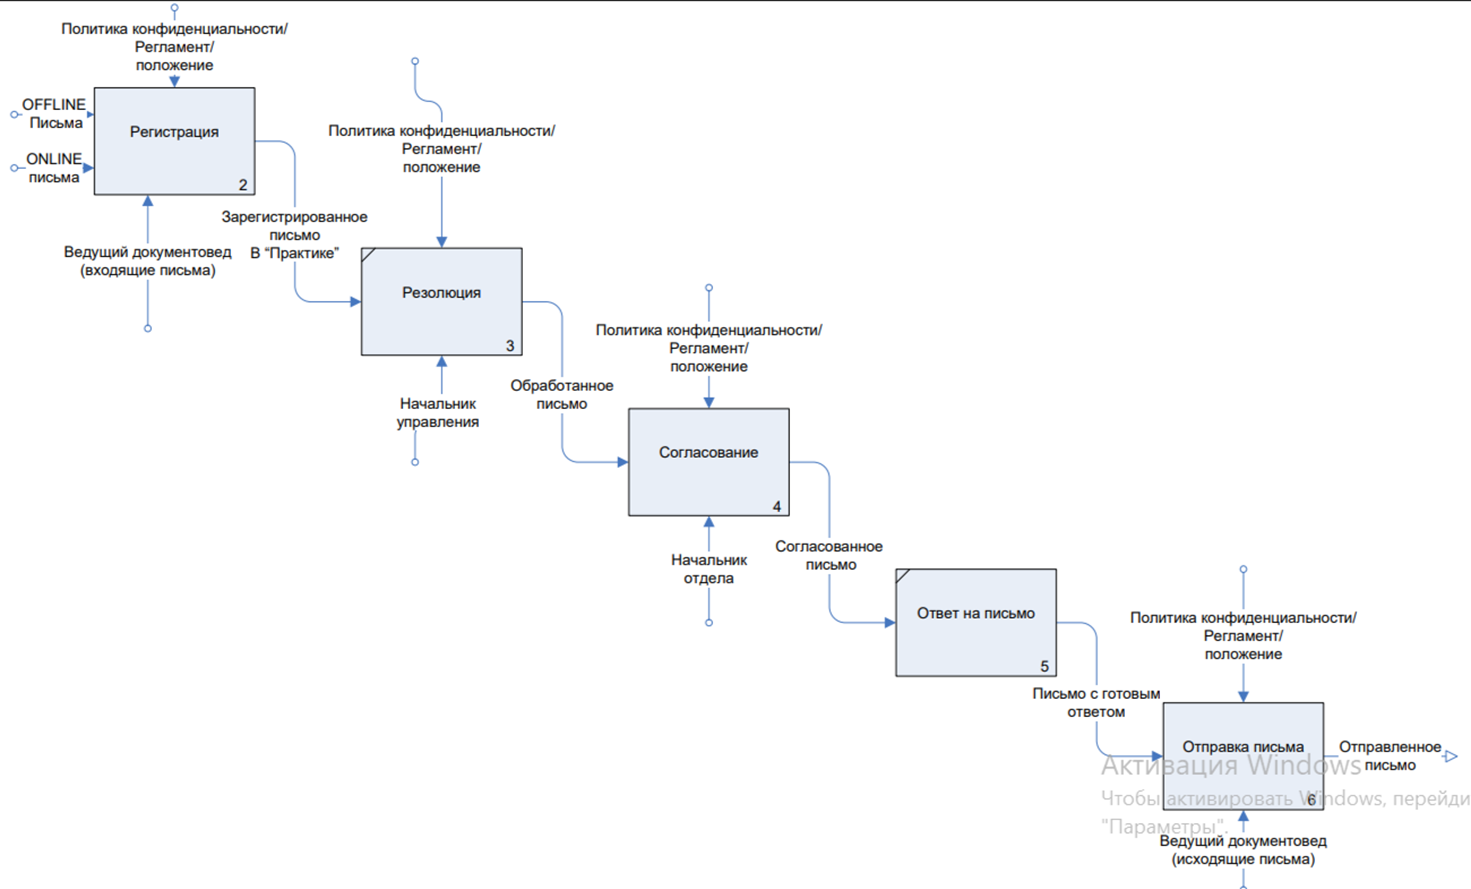 Политика конфиденциальности/
Регламент/
положение
OFFLINE
Письма
ONLINE
письма
Регистрация
2
Ведущий документовед
(входящие письма)
Зарегистрированное
письмо
В “Практике”
Политика конфиденциальности/
Регламент/
положение
Резолюция
3
Начальник
управления
Обработанное
письмо
Политика конфиденциальности/
Регламент/
положение
Согласование
4
Начальник
отдела
Согласованное
письмо
Ответ на письмо
5
Письмо с готовым
ответом
Политика конфиденциальности/
Регламент/
положение
Отправка письма
6
Отправленное
письмо
Ведущий документовед
(исходящие письма)
Активация Windows
Чтобы активировать Windows, перейди
"Параметры".